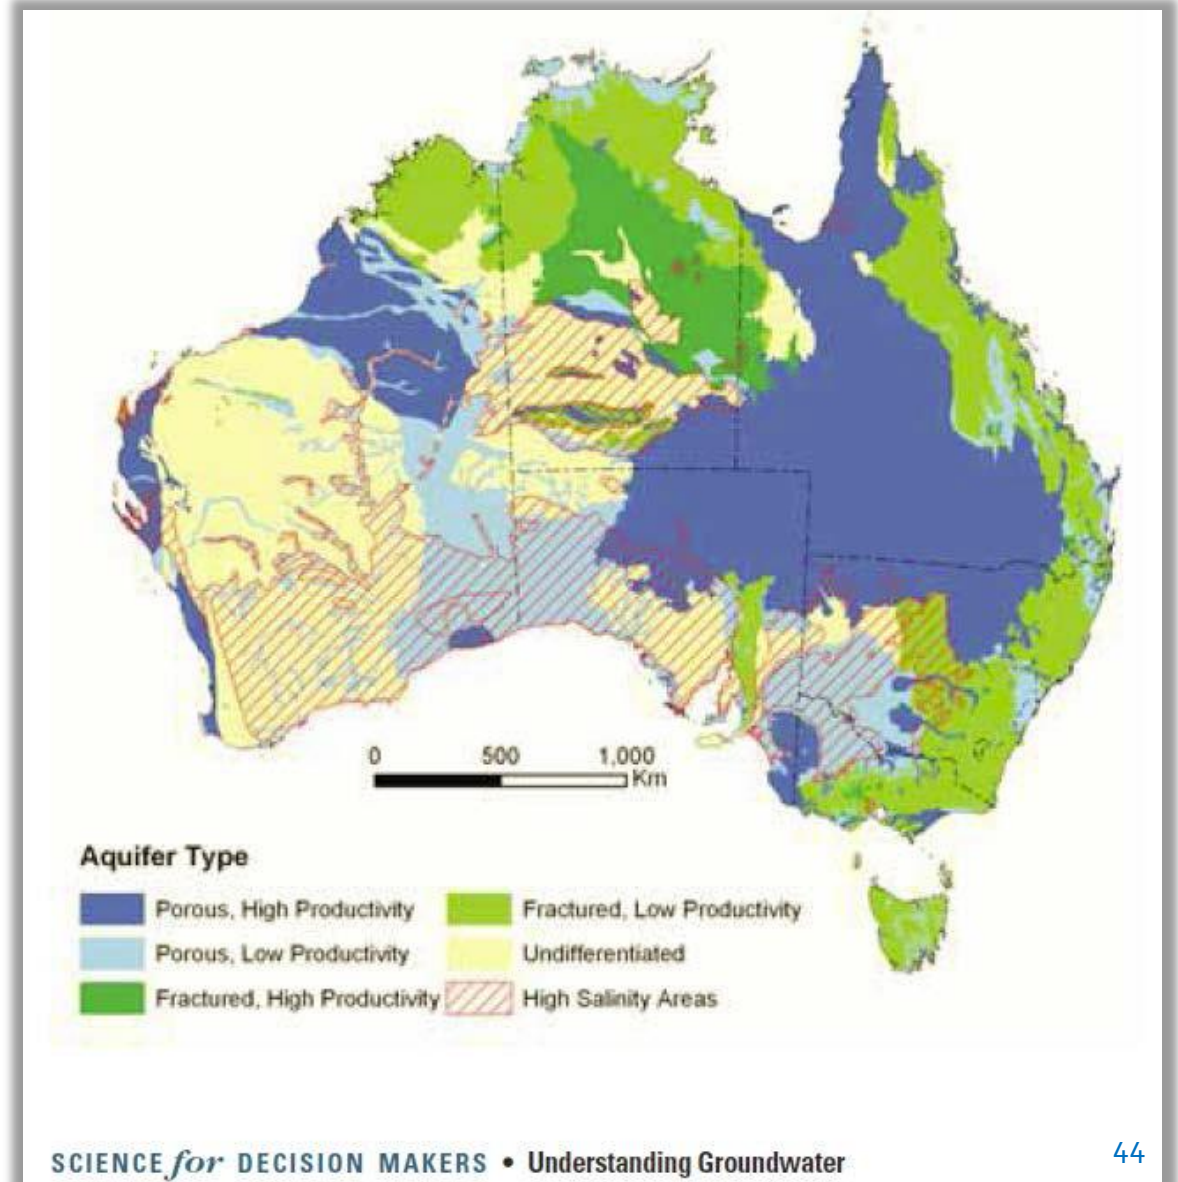 0 500 1,000
Km
Aquifer Type
Porous, High Productivity
Fractured, Low Productivity
Porous, Low Productivity
Undifferentiated
Fractured, High Productivity
High Salinity Areas
SCIENCE for DECISION MAKERS • Understanding Groundwater
44